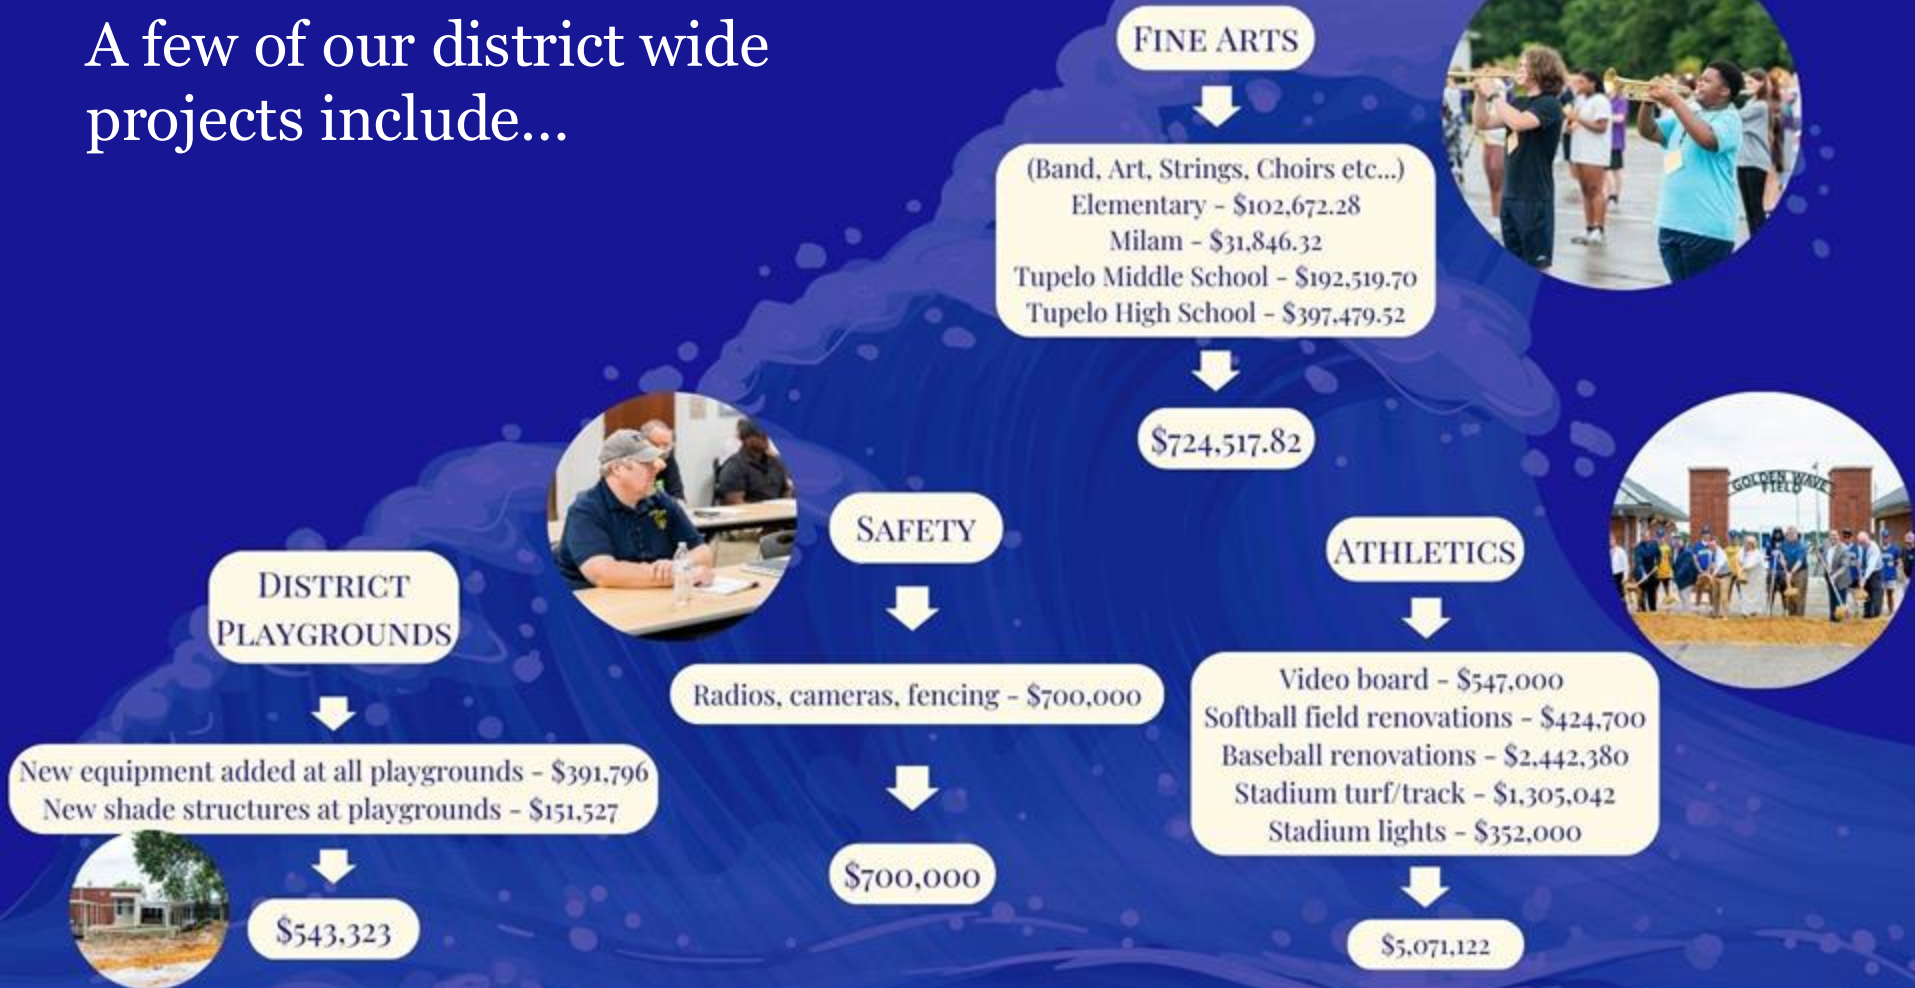 A few of our district wide
projects include...
FINE ARTS
(Band, Art, Strings, Choirs etc...)
Elementary - $102,672.28
Milam - $31,846.32
Tupelo Middle School - $192,519.70
Tupelo High School - $397,479.52
$724,517.82
DISTRICT
PLAYGROUNDS
New equipment added at all playgrounds - $391,796
New shade structures at playgrounds - $151,527
$543,323
SAFETY
Radios, cameras, fencing - $700,000
$700,000
ATHLETICS
Video board - $547,000
Softball field renovations - $424,700
Baseball renovations - $2,442,380
Stadium turf/track - $1,305,042
Stadium lights - $352,000
$5,071,122
GOLDEN WAVE
FIELD